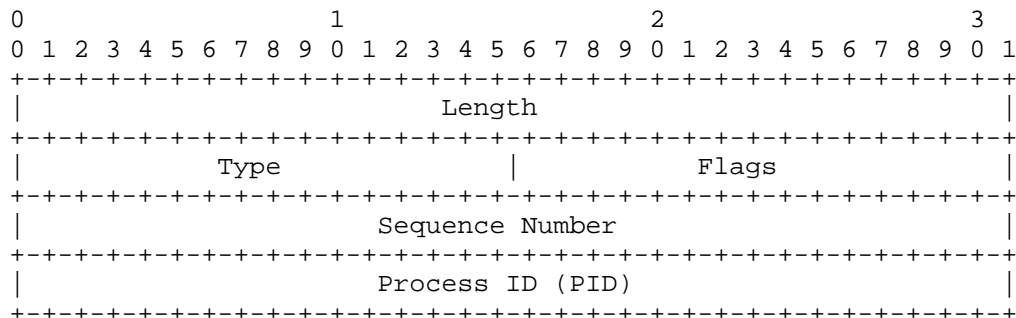 0                   1                   2                   3
0 1 2 3 4 5 6 7 8 9 0 1 2 3 4 5 6 7 8 9 0 1 2 3 4 5 6 7 8 9 0 1
+-+-+-+-+-+-+-+-+-+-+-+-+-+-+-+-+-+-+-+-+-+-+-+-+-+-+-+-+-+-+-+
|                          Length                             |
+-+-+-+-+-+-+-+-+-+-+-+-+-+-+-+-+-+-+-+-+-+-+-+-+-+-+-+-+-+-+-+
|            Type              |           Flags              |
+-+-+-+-+-+-+-+-+-+-+-+-+-+-+-+-+-+-+-+-+-+-+-+-+-+-+-+-+-+-+-+
|                      Sequence Number                        |
+-+-+-+-+-+-+-+-+-+-+-+-+-+-+-+-+-+-+-+-+-+-+-+-+-+-+-+-+-+-+-+
|                      Process ID (PID)                       |
+-+-+-+-+-+-+-+-+-+-+-+-+-+-+-+-+-+-+-+-+-+-+-+-+-+-+-+-+-+-+-+